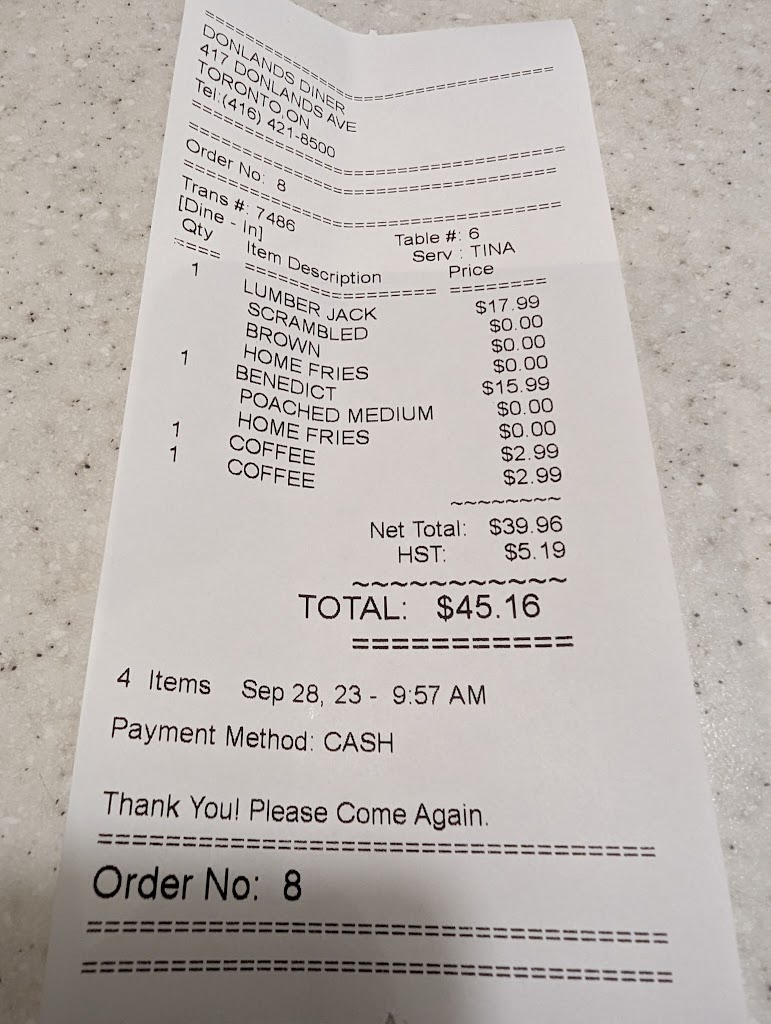 ================================
DONLANDS DINER
417 DONLANDS AVE
TORONTO,ON
Tel:(416) 421-8500
================================
================================
Order No: 8
================================
Trans #: 7486 Table #: 6
[Dine - In] Serv : TINA
Qty Item Description Price
==== ================ ========
1 LUMBER JACK $17.99
SCRAMBLED $0.00
BROWN $0.00
HOME FRIES $0.00
1 BENEDICT $15.99
POACHED MEDIUM $0.00
HOME FRIES $0.00
1 COFFEE $2.99
1 COFFEE $2.99
~~~~~~~~
Net Total: $39.96
HST: $5.19
~~~~~~~~~~~
TOTAL: $45.16
===========
4 Items Sep 28, 23 - 9:57 AM
Payment Method: CASH
Thank You! Please Come Again.
================================
Order No: 8
================================
================================